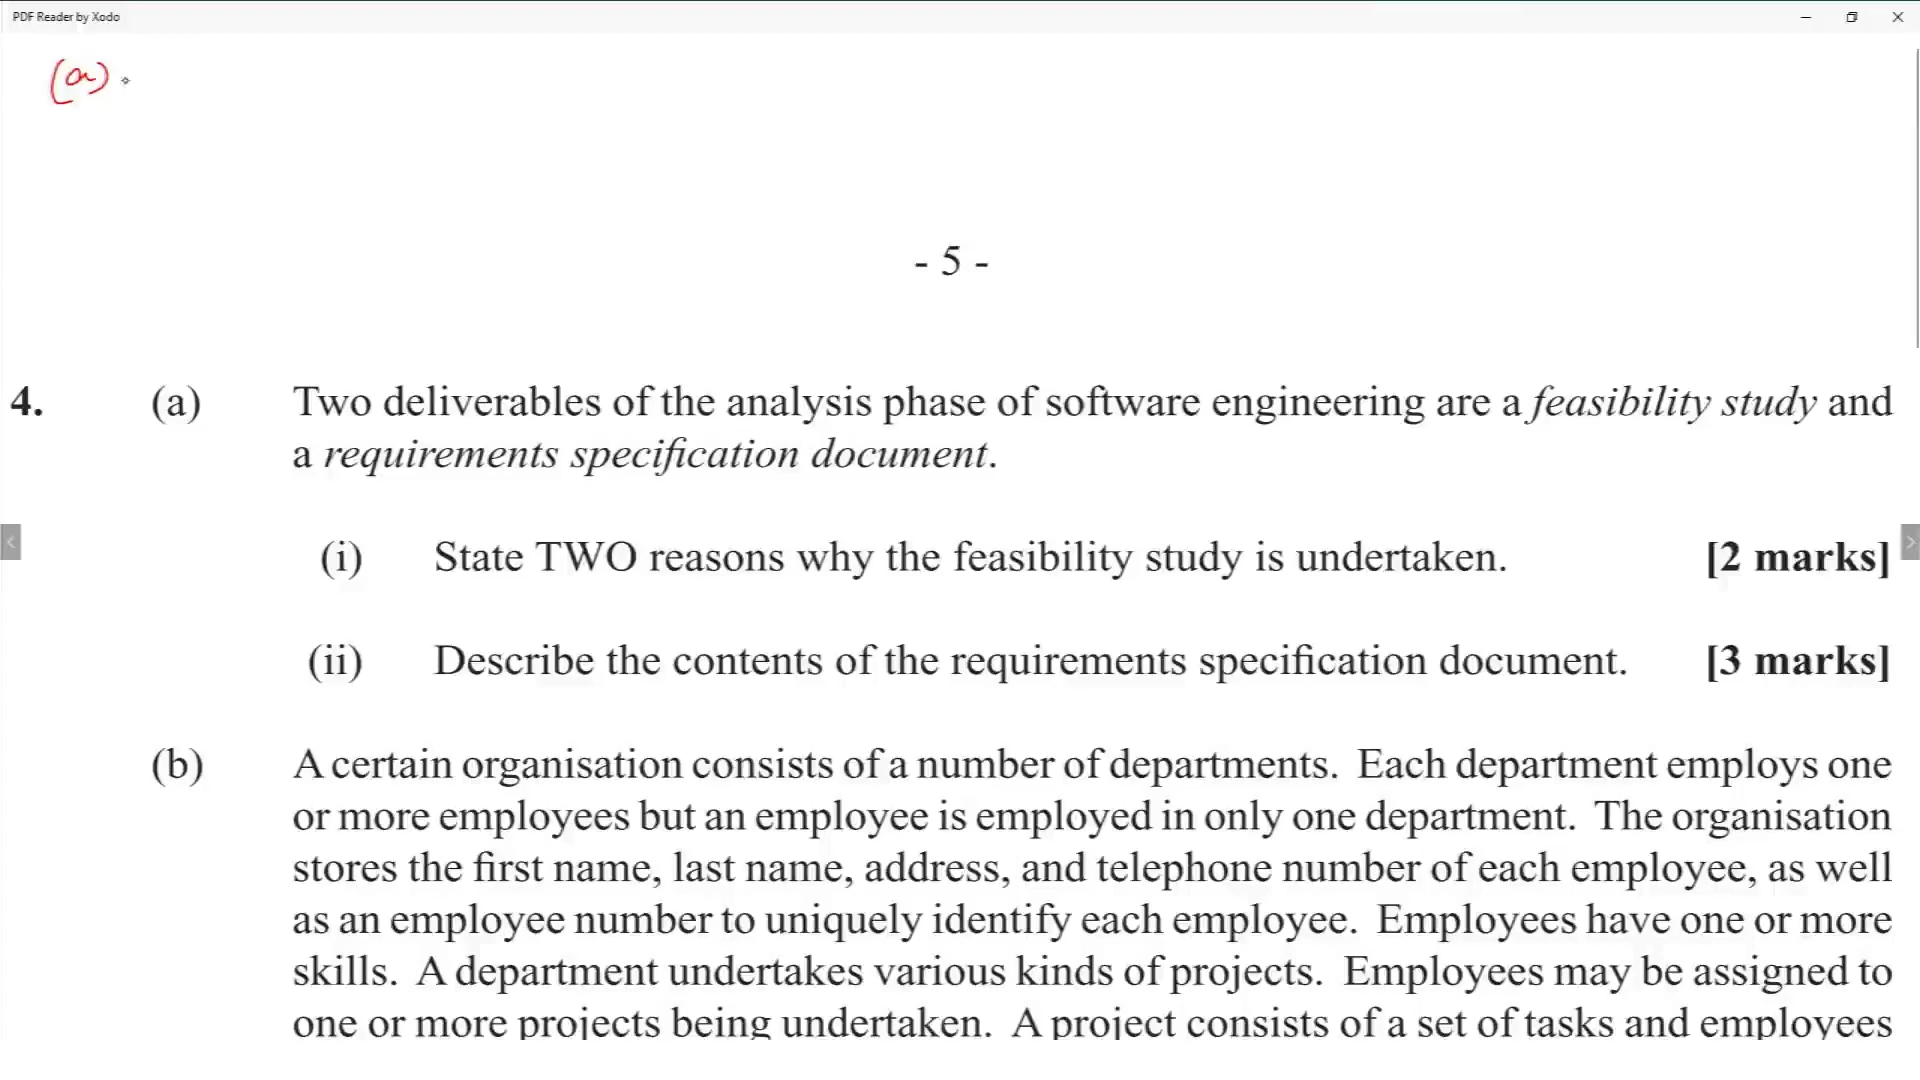 PDF Reader by Xodo
(a)
- 5 -
4. (a) Two deliverables of the analysis phase of software engineering are a feasibility study and
a requirements specification document.
(i) State TWO reasons why the feasibility study is undertaken. [2 marks]
(ii) Describe the contents of the requirements specification document. [3 marks]
(b) A certain organisation consists of a number of departments. Each department employs one
or more employees but an employee is employed in only one department. The organisation
stores the first name, last name, address, and telephone number of each employee, as well
as an employee number to uniquely identify each employee. Employees have one or more
skills. A department undertakes various kinds of projects. Employees may be assigned to
one or more projects being undertaken. A project consists of a set of tasks and employees